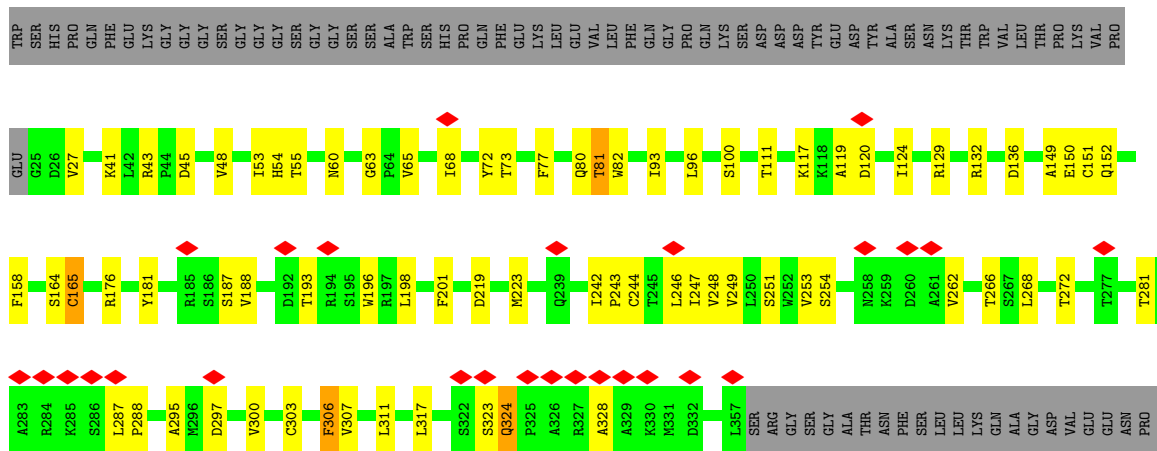 TRP SER HIS PRO GLN PHE GLU LYS GLY GLY GLY SER GLY GLY GLY SER GLY GLY SER SER ALA TRP SER HIS PRO GLN PHE GLU LYS LEU GLU VAL LEU PHE GLN GLY PRO GLN LYS SER ASP ASP ASP TYR GLU ASP TYR ALA SER ASN LYS THR TRP VAL LEU THR PRO LYS VAL PRO
GLU G25 D26 V27 K41 L42 R43 P44 D45 V48 I53 H54 T55 N60 G63 P64 V65 I68 Y72 T73 F77 Q80 T81 W82 I93 L96 S100 T111 K117 K118 A119 D120 I124 R129 R132 D136 A149 E150 C151 Q152
F158 S164 C165 R176 Y181 R185 S186 S187 V188 D192 T193 R194 S195 W196 R197 L198 F201 D219 M223 Q239 I242 P243 C244 T245 L246 I247 V248 V249 L250 S251 W252 V253 S254 N258 K259 D260 A261 V262 T266 S267 L268 T272 T277 T281
A283 R284 K285 S286 L287 P288 A295 M296 D297 V300 C303 F306 V307 L311 L317 S322 S323 Q324 P325 A326 R327 A328 A329 K330 M331 D332 L357 SER ARG GLY SER GLY ALA THR ASN PHE SER LEU LEU LYS GLN ALA GLY ASP VAL GLU GLU ASN PRO